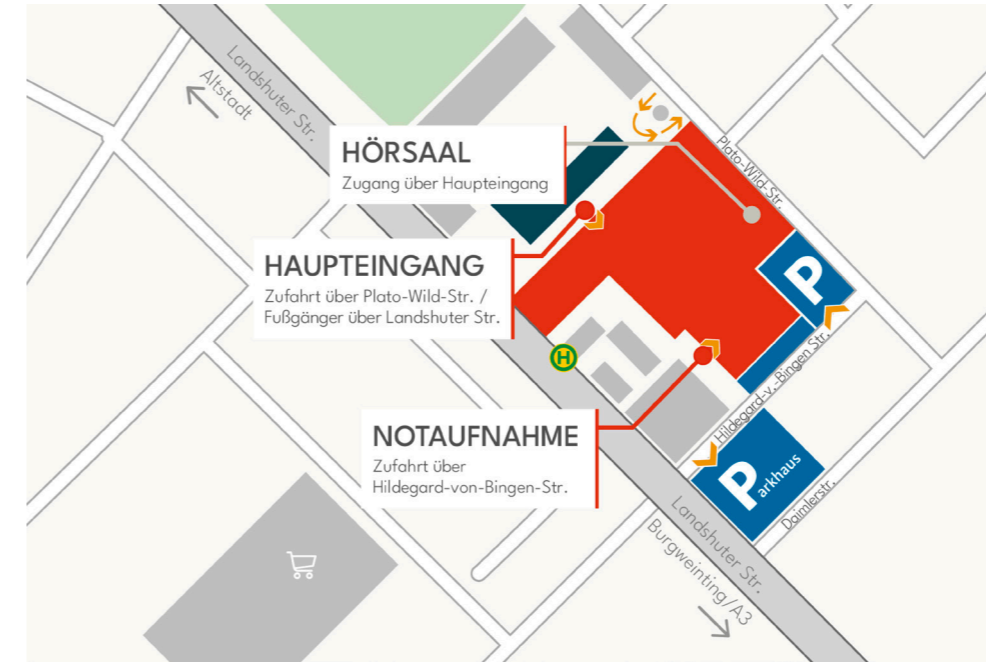 Landshuter Str.
Altstadt
HÖRSAAL
Zugang über Haupteingang
Plato-Wild-Str.
HAUPTEINGANG
Zufahrt über Plato-Wild-Str. /
Fußgänger über Landshuter Str.
P
H
Hildegard-v.-Bingen Str.
NOTAUFNAHME
Zufahrt über
Hildegard-von-Bingen-Str.
Parkhaus
Daimlerstr.
Landshuter Str.
Burgweinting/A3